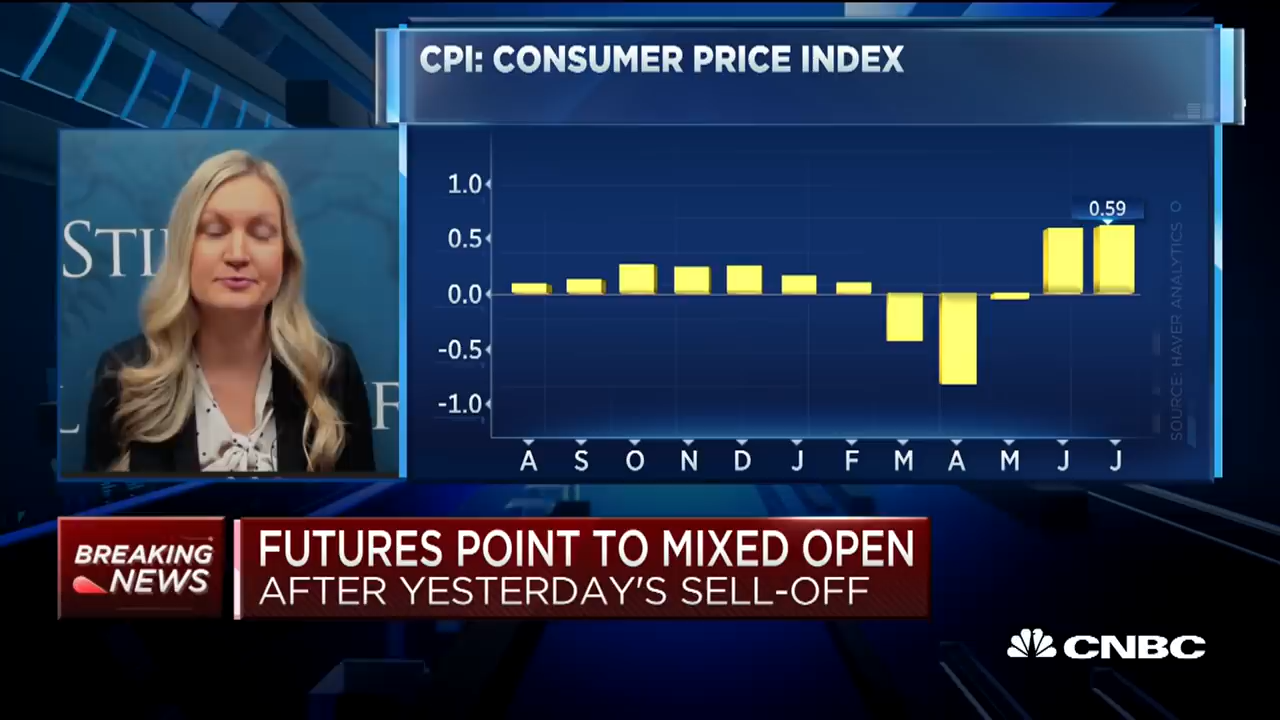 CPI: CONSUMER PRICE INDEX
STI
L
F
1.0
0.5
0.0
-0.5
-1.0
0.59
A S O N D J F M A M J J
SOURCE: HAVER ANALYTICS
BREAKING
NEWS
FUTURES POINT TO MIXED OPEN
AFTER YESTERDAY'S SELL-OFF
CNBC